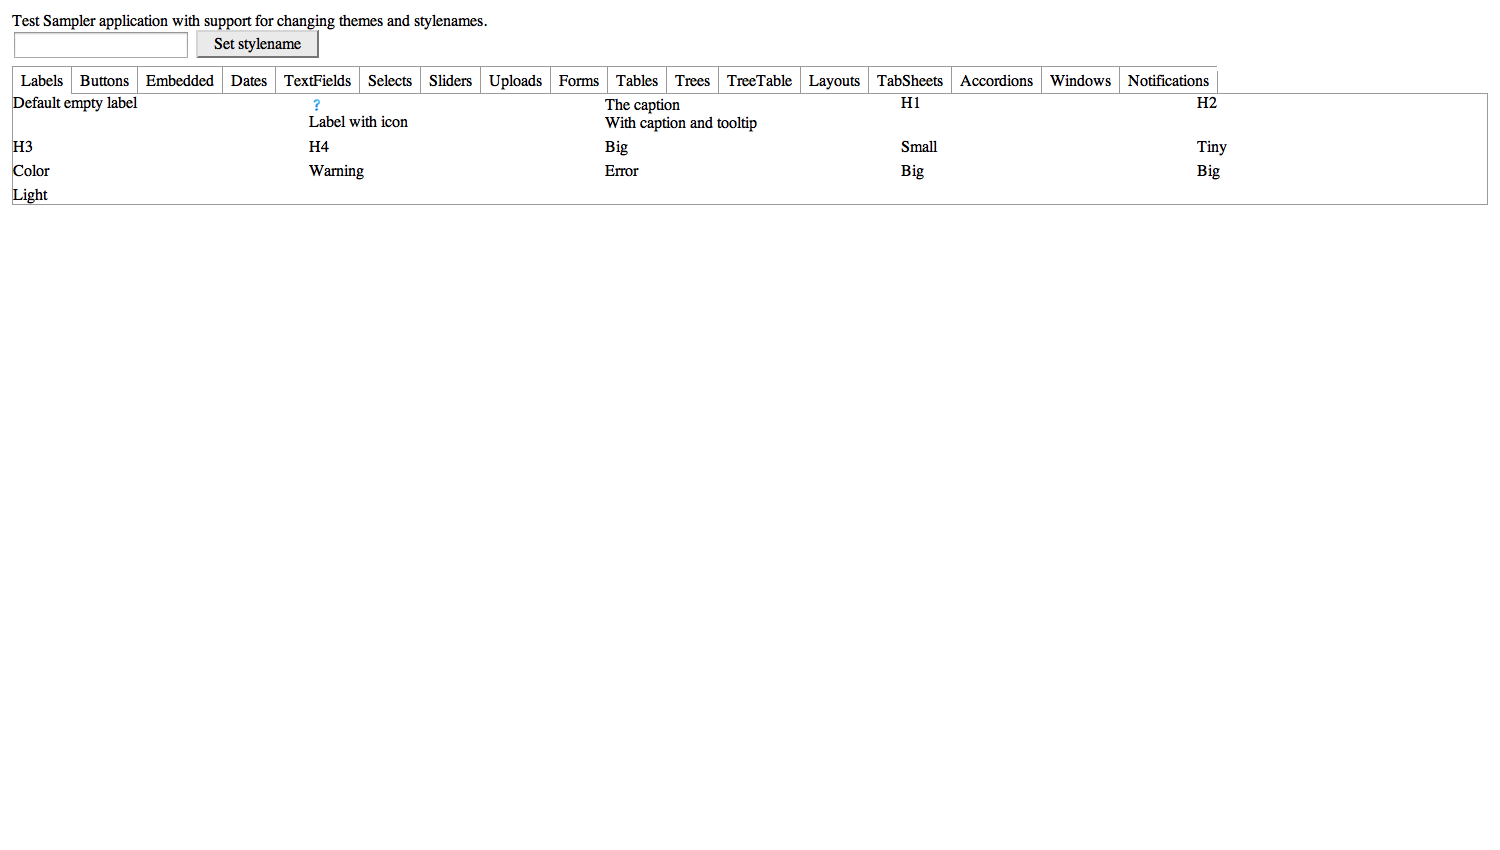 Test Sampler application with support for changing themes and stylenames.
Set stylename
Labels Buttons Embedded Dates TextFields Selects Sliders Uploads Forms Tables Trees TreeTable Layouts TabSheets Accordions Windows Notifications
Default empty label ? The caption H1 H2
Label with icon With caption and tooltip
H3 H4 Big Small Tiny
Color Warning Error Big Big
Light